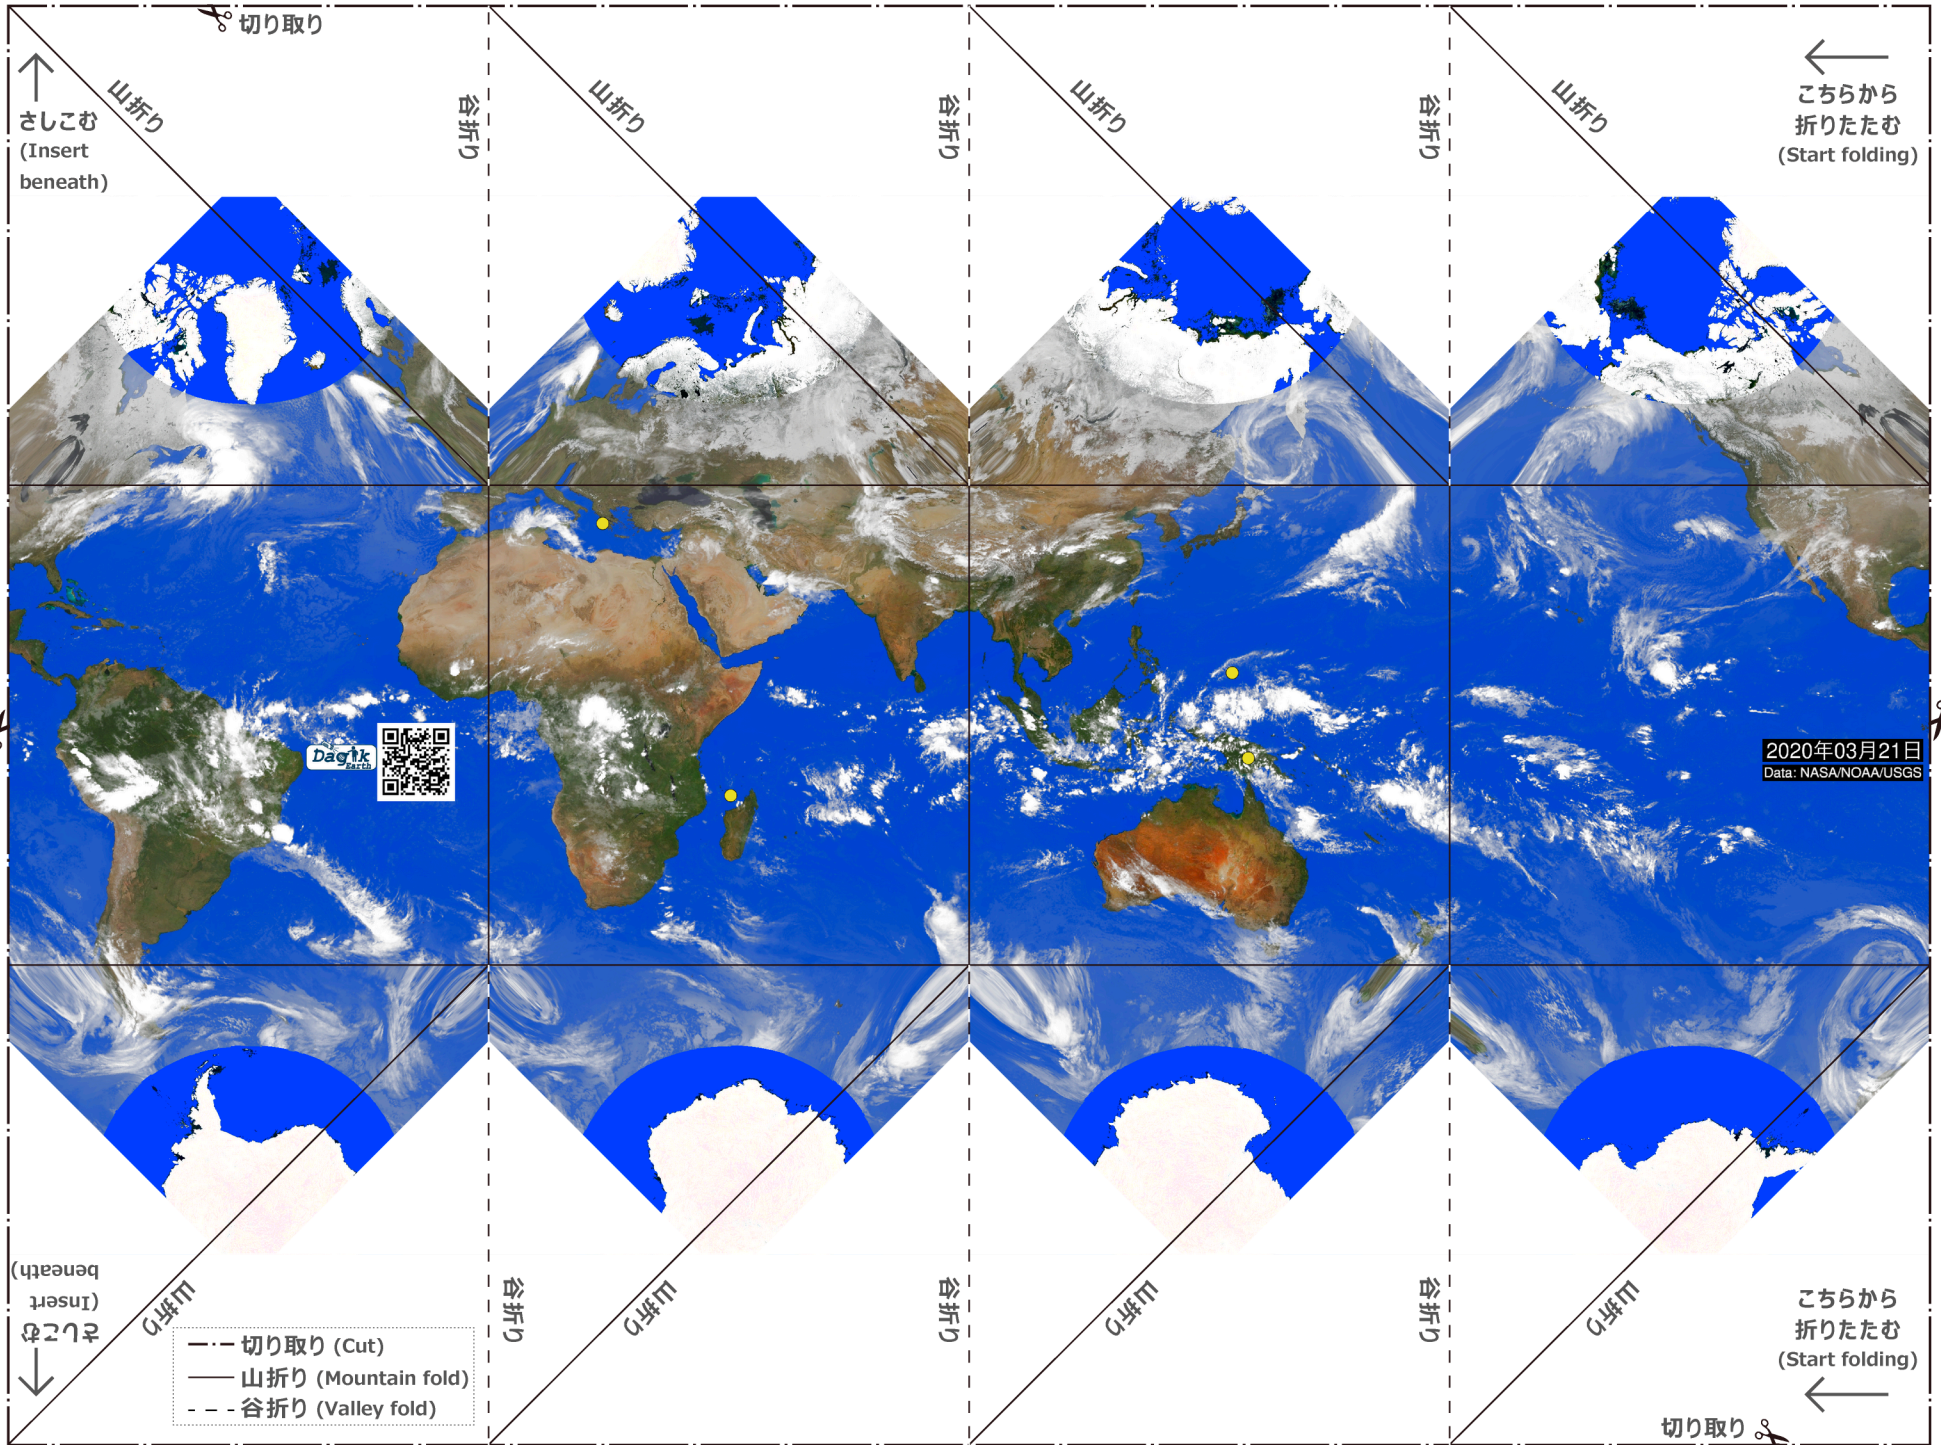 切り取り
さしこむ
(Insert
beneath)
山折り
谷折り
山折り
谷折り
山折り
谷折り
山折り
こちらから
折りたたむ
(Start folding)
Dagik
Earth
2020年03月21日
Data: NASA/NOAA/USGS
さしこむ
(Insert
beneath)
山折り
谷折り
山折り
谷折り
山折り
谷折り
山折り
こちらから
折りたたむ
(Start folding)
切り取り (Cut)
山折り (Mountain fold)
谷折り (Valley fold)
切り取り